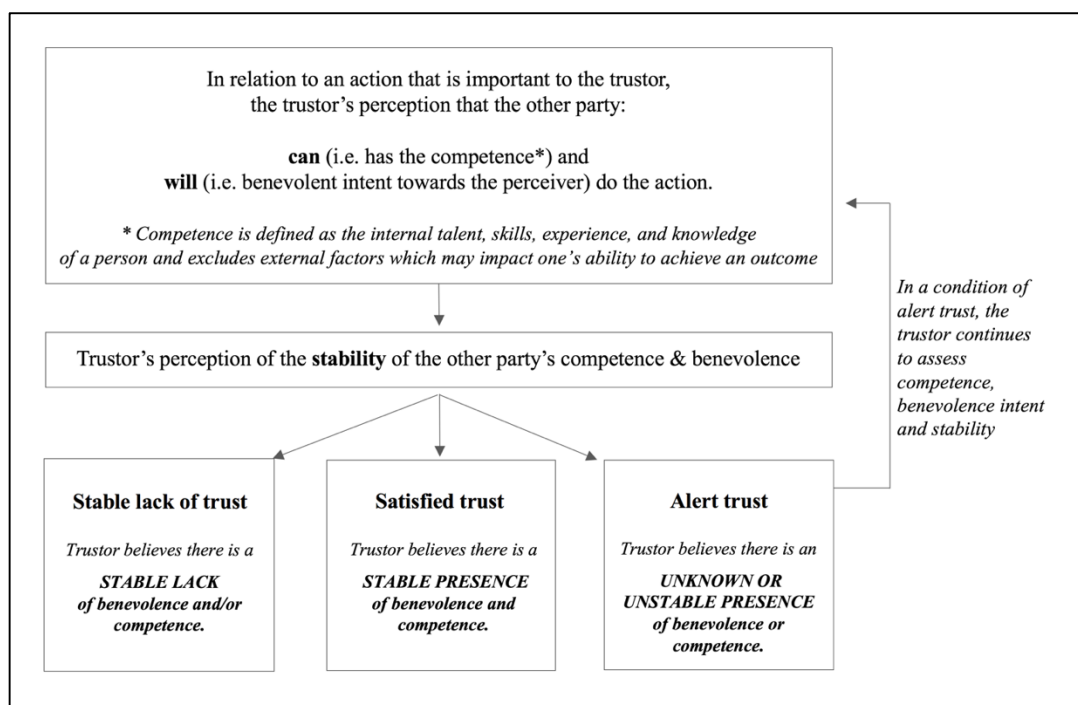 In relation to an action that is important to the trustor,
the trustor’s perception that the other party:
can (i.e. has the competence*) and
will (i.e. benevolent intent towards the perceiver) do the action.
* Competence is defined as the internal talent, skills, experience, and knowledge
of a person and excludes external factors which may impact one’s ability to achieve an outcome
Trustor’s perception of the stability of the other party’s competence & benevolence
Stable lack of trust
Trustor believes there is a
STABLE LACK
of benevolence and/or
competence.
Satisfied trust
Trustor believes there is a
STABLE PRESENCE
of benevolence and
competence.
Alert trust
Trustor believes there is an
UNKNOWN OR
UNSTABLE PRESENCE
of benevolence or
competence.
In a condition of
alert trust, the
trustor continues
to assess
competence,
benevolence intent
and stability